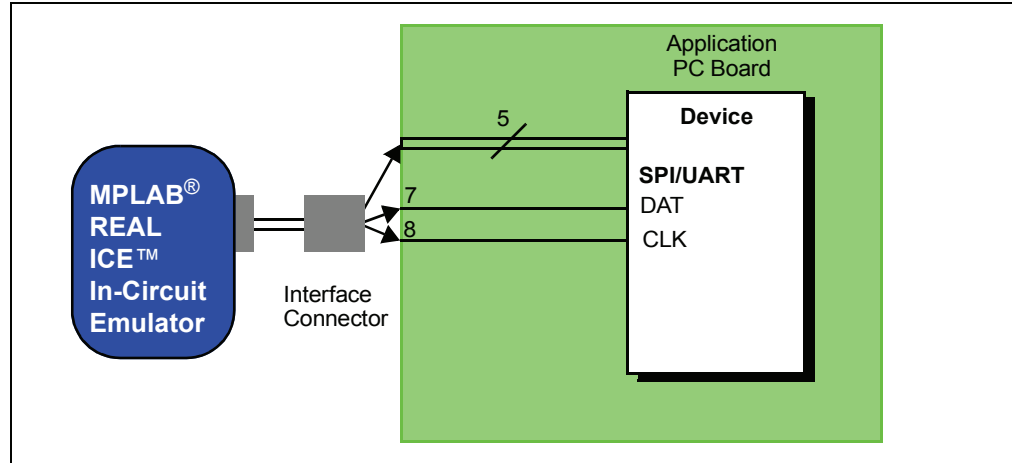 Application
PC Board
5
Device
MPLAB®
REAL
ICE™
In-Circuit
Emulator
SPI/UART
7
DAT
8
CLK
Interface
Connector